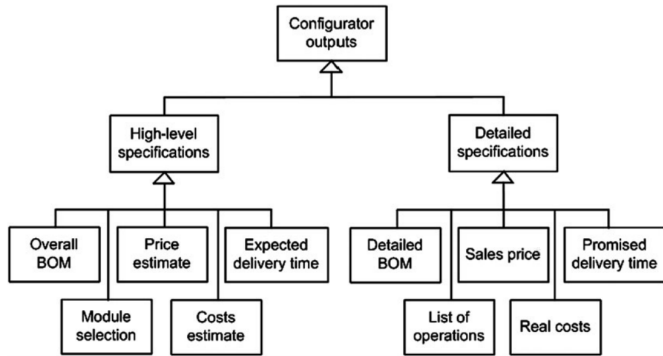 Configurator
outputs
High-level
specifications
Detailed
specifications
Overall
BOM
Price
estimate
Expected
delivery time
Detailed
BOM
Sales price
Promised
delivery time
Module
selection
Costs
estimate
List of
operations
Real costs